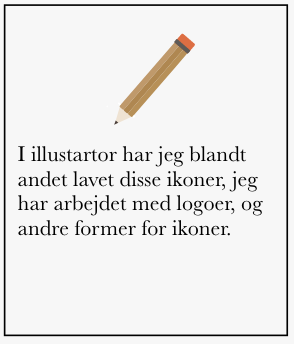 I illustartor har jeg blandt
andet lavet disse ikoner, jeg
har arbejdet med logoer, og
andre former for ikoner.